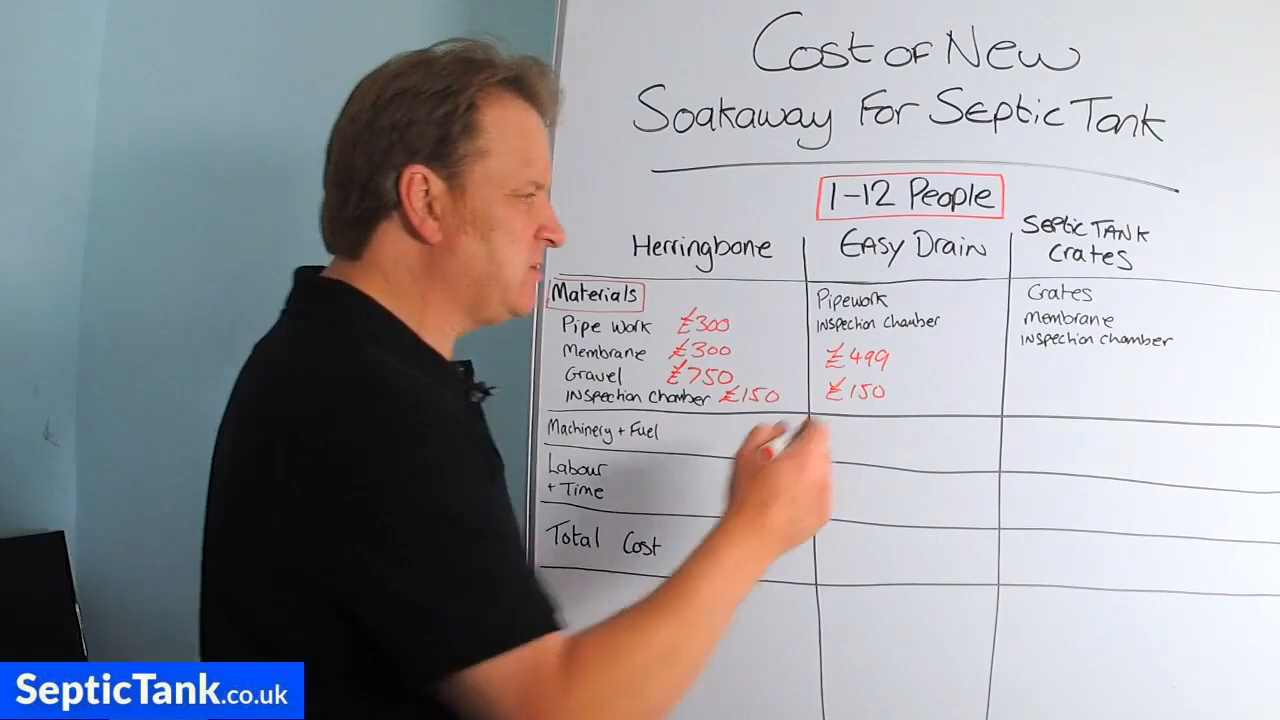 Cost of New
Soakaway For Septic Tank
1-12 People
Herringbone
EASy Drain
SepticTANK
Crates
Materials
Pipe work £300
Membrane £300
Gravel £750
INspection chamber £150
Pipework
INspection chamber
£499
£150
Crates
Membrane
INspection chamber
Machinery + Fuel
Labour
+ Time
Total Cost
SepticTank.co.uk